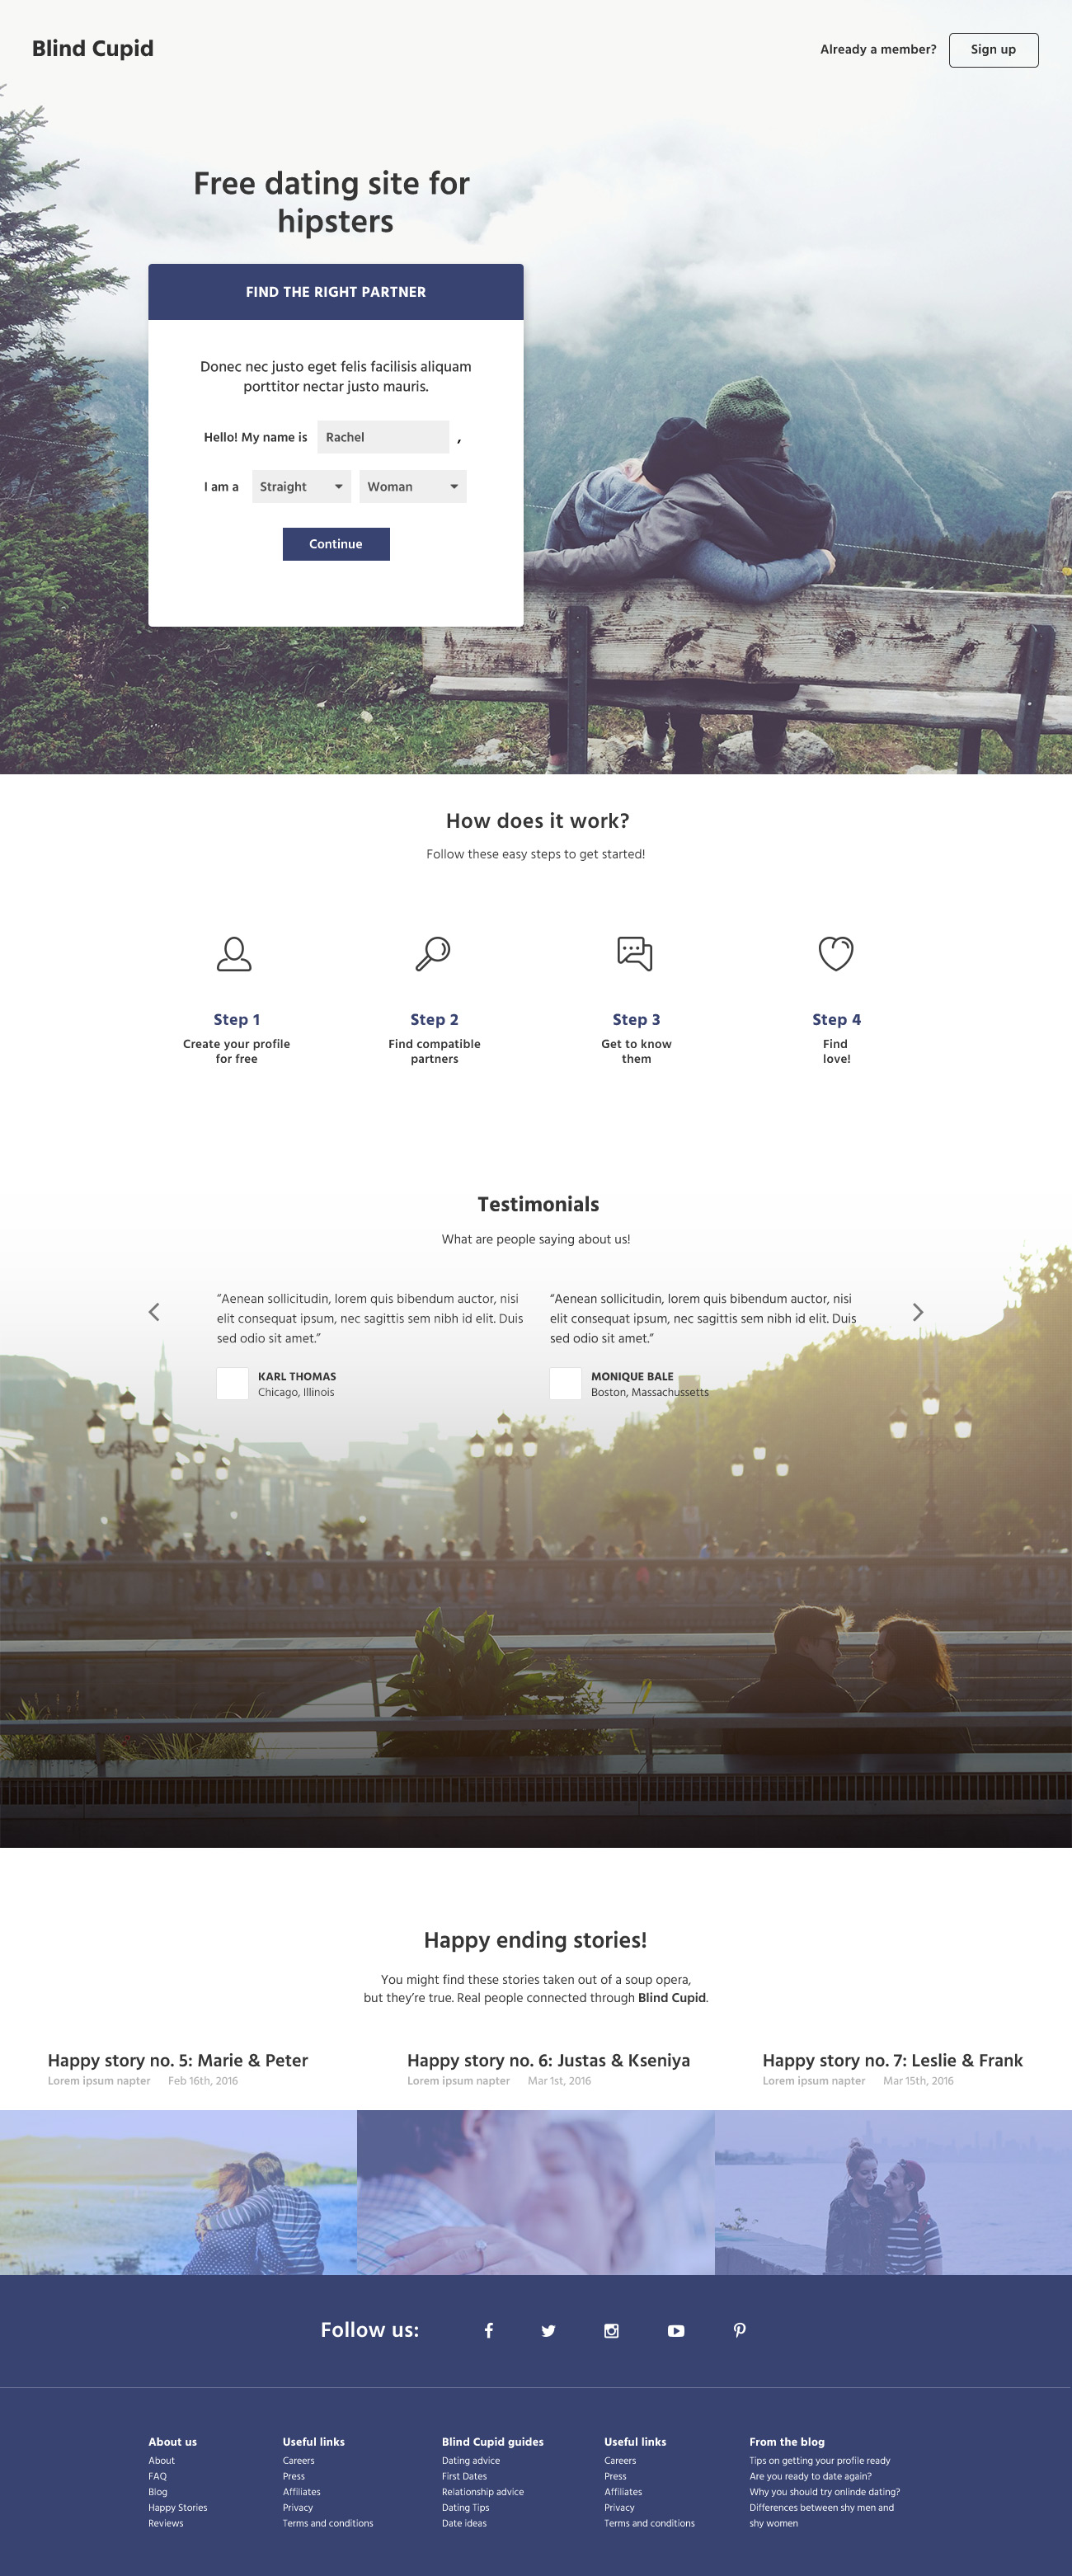 Blind Cupid
Already a member?
Sign up
Free dating site for
hipsters
FIND THE RIGHT PARTNER
Donec nec justo eget felis facilisis aliquam
porttitor nectar justo mauris.
Hello! My name is Rachel ,
I am a Straight Woman
Continue
How does it work?
Follow these easy steps to get started!
Step 1
Create your profile
for free
Step 2
Find compatible
partners
Step 3
Get to know
them
Step 4
Find
love!
Testimonials
What are people saying about us!
“Aenean sollicitudin, lorem quis bibendum auctor, nisi
elit consequat ipsum, nec sagittis sem nibh id elit. Duis
sed odio sit amet.”
KARL THOMAS
Chicago, Illinois
“Aenean sollicitudin, lorem quis bibendum auctor, nisi
elit consequat ipsum, nec sagittis sem nibh id elit. Duis
sed odio sit amet.”
MONIQUE BALE
Boston, Massachussetts
Happy ending stories!
You might find these stories taken out of a soup opera,
but they’re true. Real people connected through Blind Cupid.
Happy story no. 5: Marie & Peter
Lorem ipsum napter Feb 16th, 2016
Happy story no. 6: Justas & Kseniya
Lorem ipsum napter Mar 1st, 2016
Happy story no. 7: Leslie & Frank
Lorem ipsum napter Mar 15th, 2016
Follow us:
About us
About
FAQ
Blog
Happy Stories
Reviews
Useful links
Careers
Press
Affiliates
Privacy
Terms and conditions
Blind Cupid guides
Dating advice
First Dates
Relationship advice
Dating Tips
Date ideas
Useful links
Careers
Press
Affiliates
Privacy
Terms and conditions
From the blog
Tips on getting your profile ready
Are you ready to date again?
Why you should try onlinde dating?
Differences between shy men and
shy women